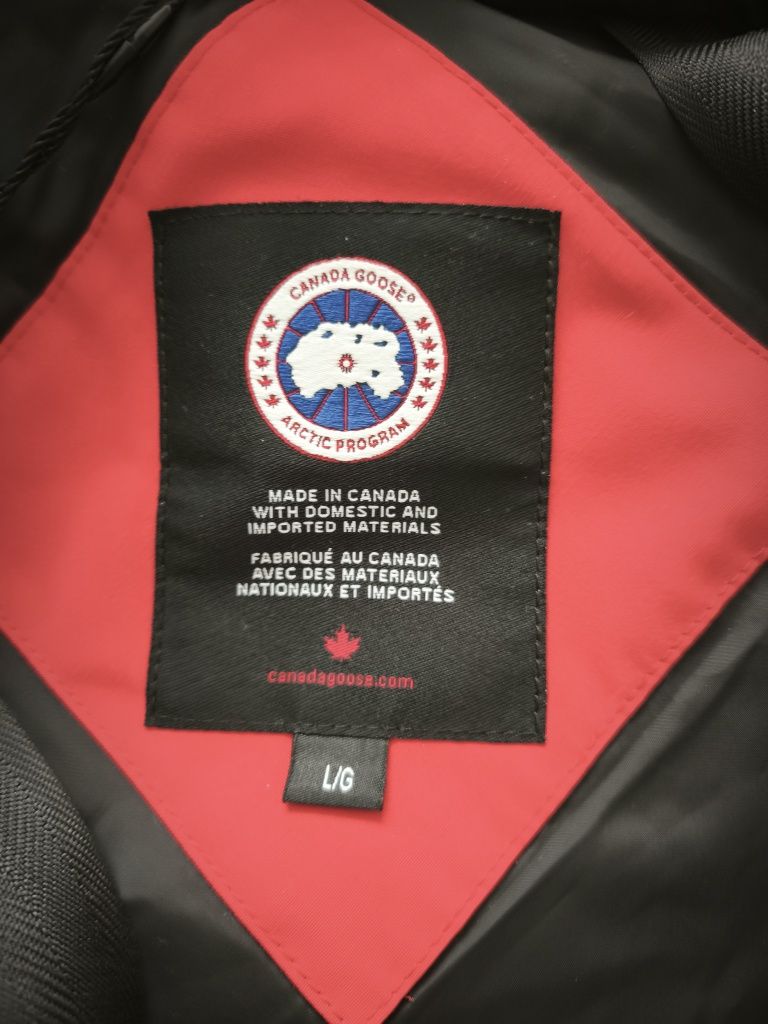 CANADA GOOSE®
ARCTIC PROGRAM
MADE IN CANADA
WITH DOMESTIC AND
IMPORTED MATERIALS
FABRIQUÉ AU CANADA
AVEC DES MATERIAUX
NATIONAUX ET IMPORTÉS
canadagoose.com
L/G